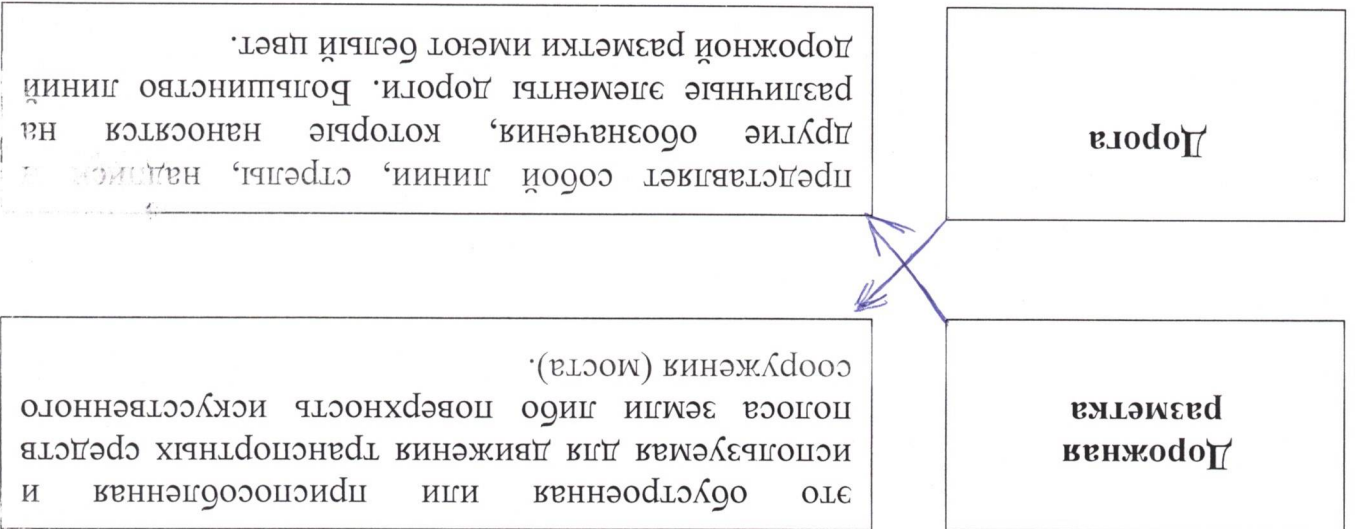 Дорожная
разметка
это обустроенная или приспособленная и
используемая для движения транспортных средств
полоса земли либо поверхность искусственного
сооружения (моста).
Дорога
представляет собой линии, стрелы, надписи и
другие обозначения, которые наносятся на
различные элементы дороги. Большинство линий
дорожной разметки имеют белый цвет.